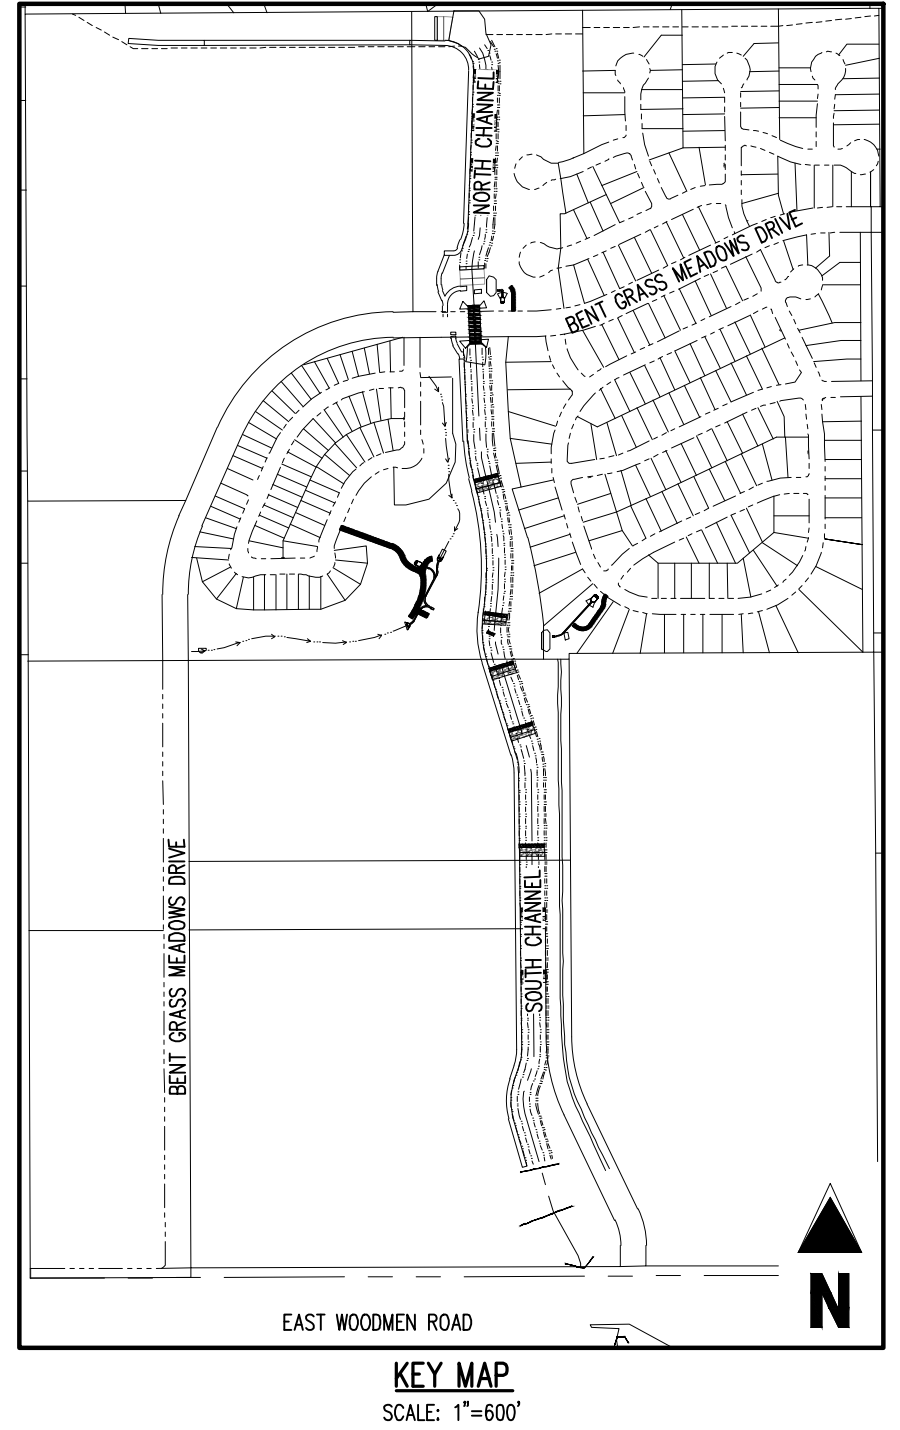 NORTH CHANNEL
BENT GRASS MEADOWS DRIVE
BENT GRASS MEADOWS DRIVE
SOUTH CHANNEL
N
EAST WOODMEN ROAD
KEY MAP
SCALE: 1"=600'